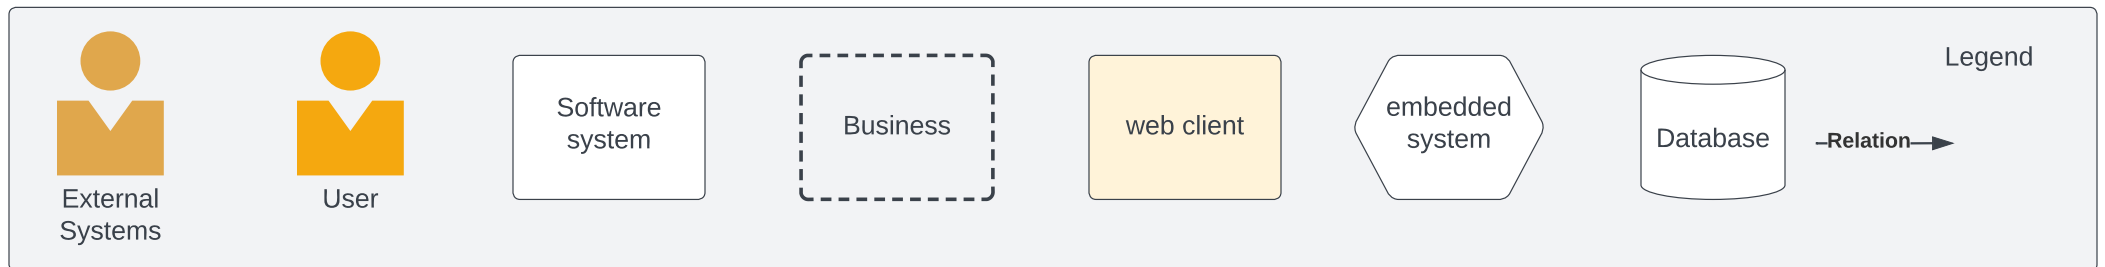 External
Systems
User
Software
system
Business
web client
embedded
system
Database
Relation
Legend